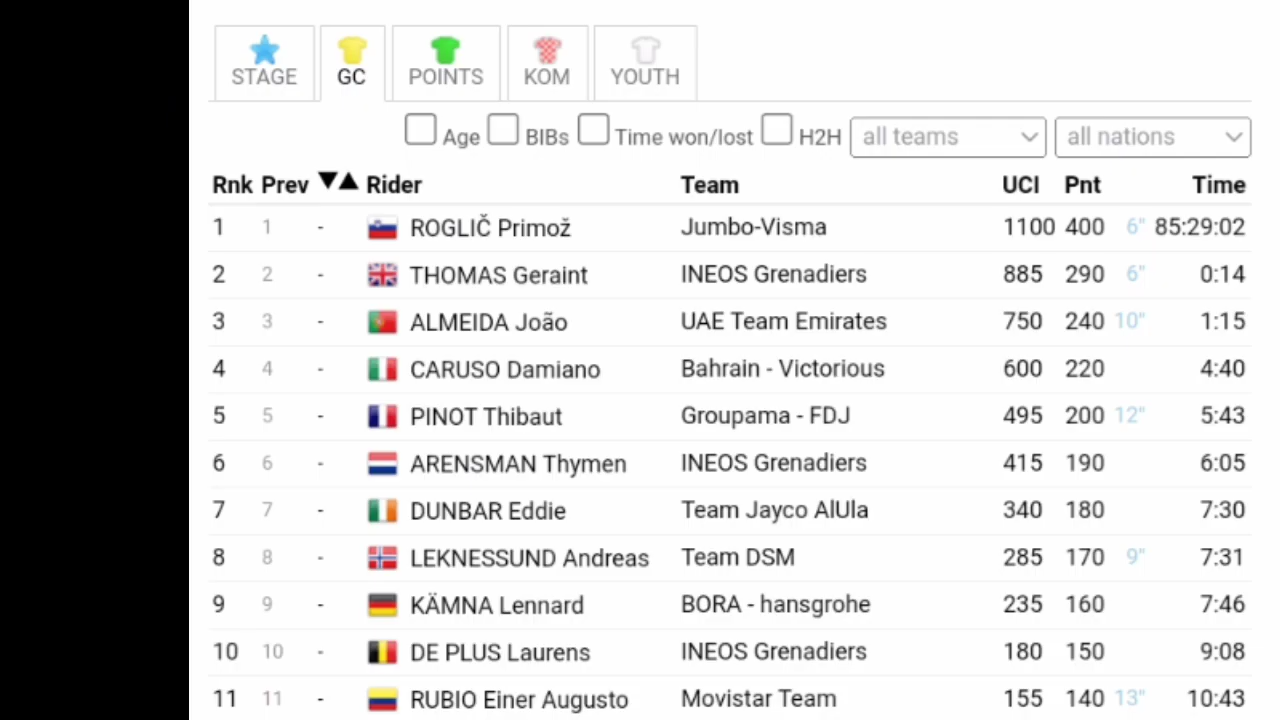 STAGE GC POINTS KOM YOUTH
Age BIBs Time won/lost H2H all teams all nations
Rnk Prev ▼▲ Rider Team UCI Pnt Time
1 1 - ROGLIČ Primož Jumbo-Visma 1100 400 6" 85:29:02
2 2 - THOMAS Geraint INEOS Grenadiers 885 290 6" 0:14
3 3 - ALMEIDA João UAE Team Emirates 750 240 10" 1:15
4 4 - CARUSO Damiano Bahrain - Victorious 600 220 4:40
5 5 - PINOT Thibaut Groupama - FDJ 495 200 12" 5:43
6 6 - ARENSMAN Thymen INEOS Grenadiers 415 190 6:05
7 7 - DUNBAR Eddie Team Jayco AlUla 340 180 7:30
8 8 - LEKNESSUND Andreas Team DSM 285 170 9" 7:31
9 9 - KÄMNA Lennard BORA - hansgrohe 235 160 7:46
10 10 - DE PLUS Laurens INEOS Grenadiers 180 150 9:08
11 11 - RUBIO Einer Augusto Movistar Team 155 140 13" 10:43